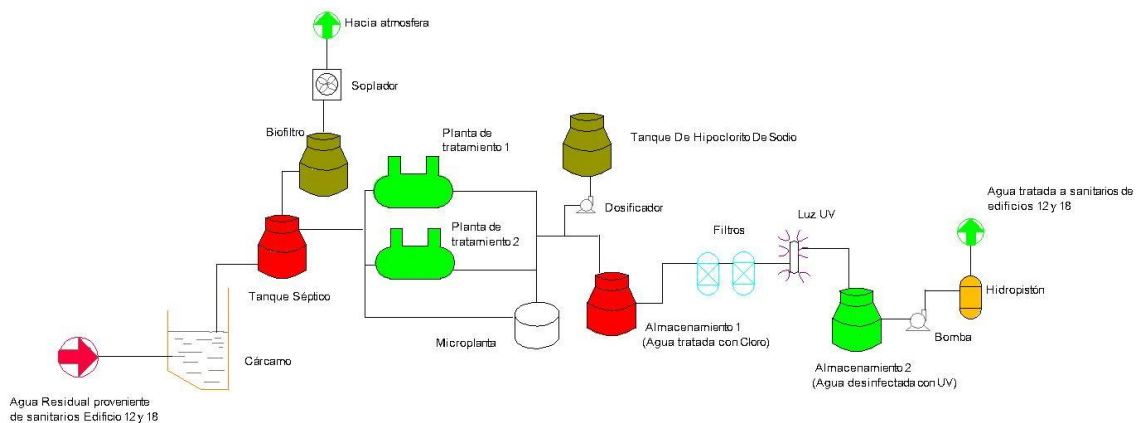 Hacia atmosfera
Soplador
Biofiltro
Planta de
tratamiento 1
Tanque De Hipoclorito De Sodio
Dosificador
Planta de
tratamiento 2
Tanque Séptico
Cárcamo
Agua Residual proveniente
de sanitarios Edificio 12 y 18
Microplanta
Almacenamiento 1
(Agua tratada con Cloro)
Filtros
Luz UV
Agua tratada a sanitarios de
edificios 12 y 18
Hidropistón
Bomba
Almacenamiento 2
(Agua desinfectada con UV)